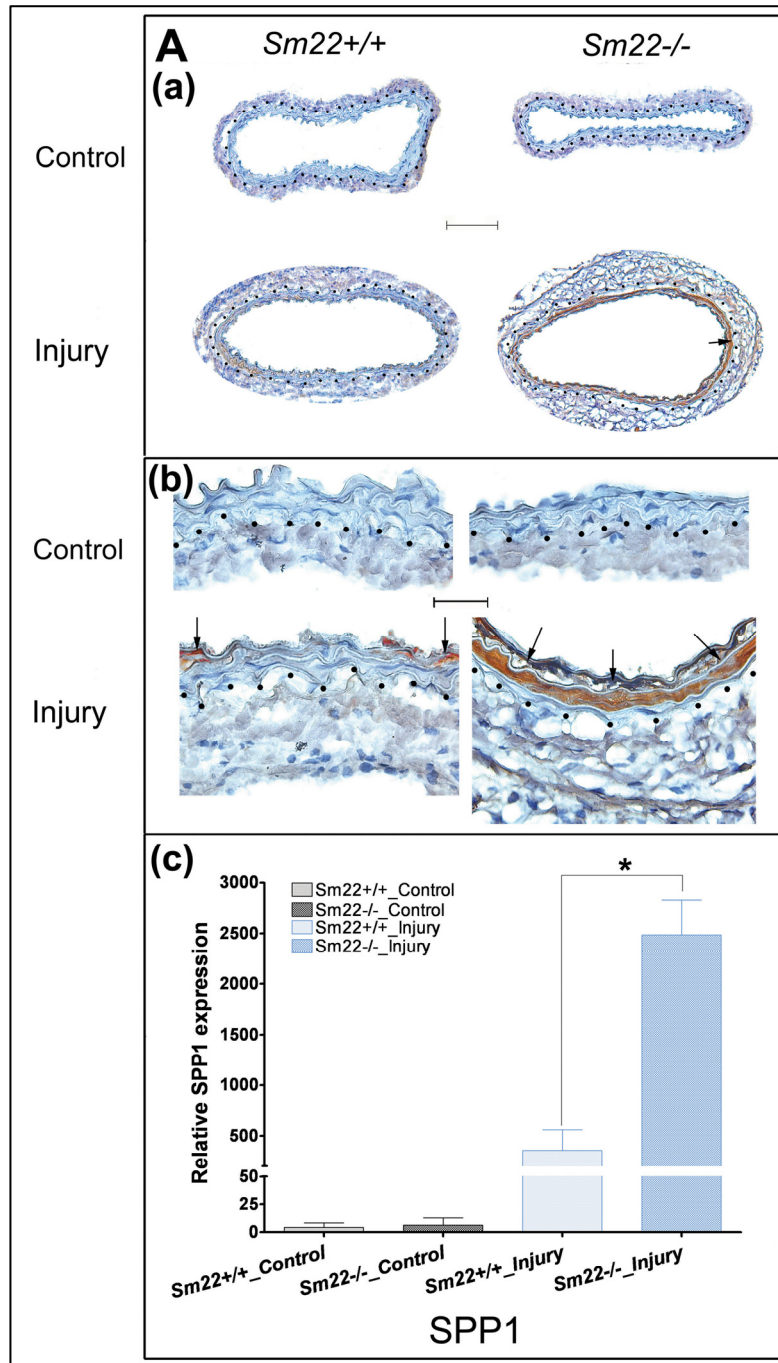 A
Sm22+/+
Sm22-/-
(a)
Control
Injury
(b)
Control
Injury
(c)
3000
2500
2000
1500
1000
500
50
25
0
Relative SPP1 expression
Sm22+/+_Control
Sm22-/-_Control
Sm22+/+_Injury
Sm22-/-_Injury
*
Sm22+/+_Control
Sm22-/-_Control
Sm22+/+_Injury
Sm22-/-_Injury
SPP1